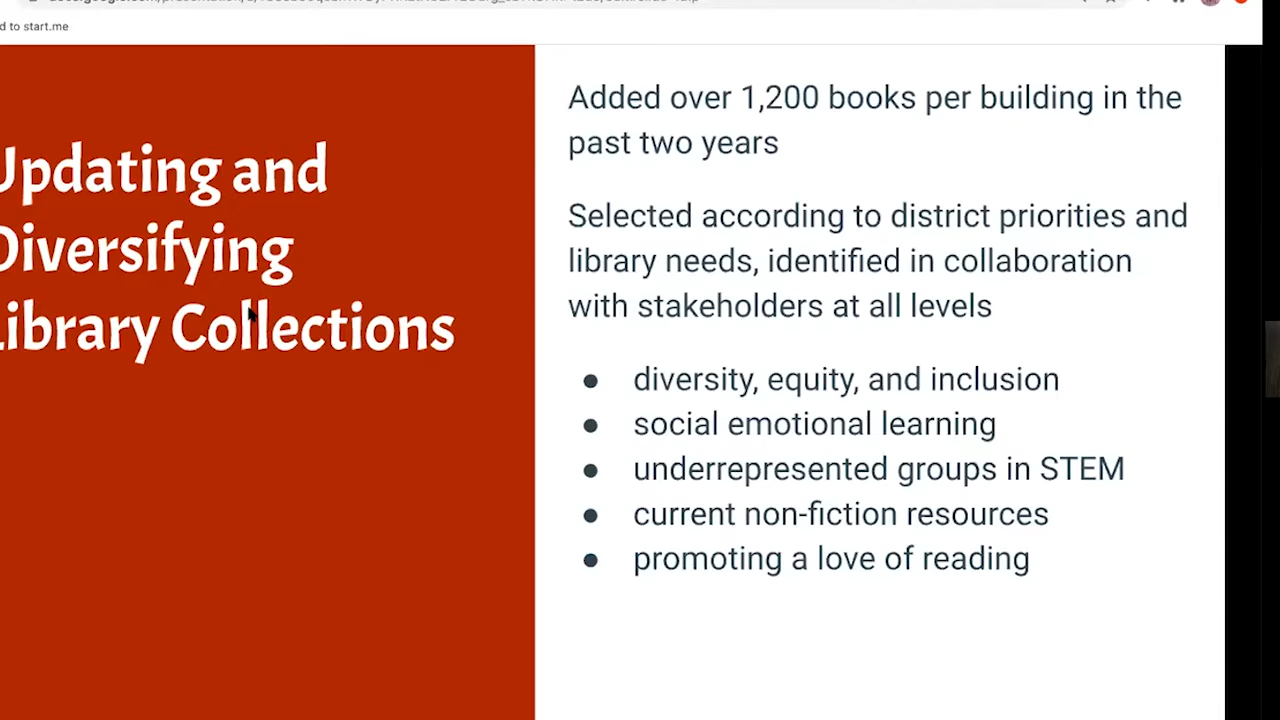 d to start.me
Updating and
Diversifying
Library Collections
Added over 1,200 books per building in the
past two years
Selected according to district priorities and
library needs, identified in collaboration
with stakeholders at all levels
● diversity, equity, and inclusion
● social emotional learning
● underrepresented groups in STEM
● current non-fiction resources
● promoting a love of reading